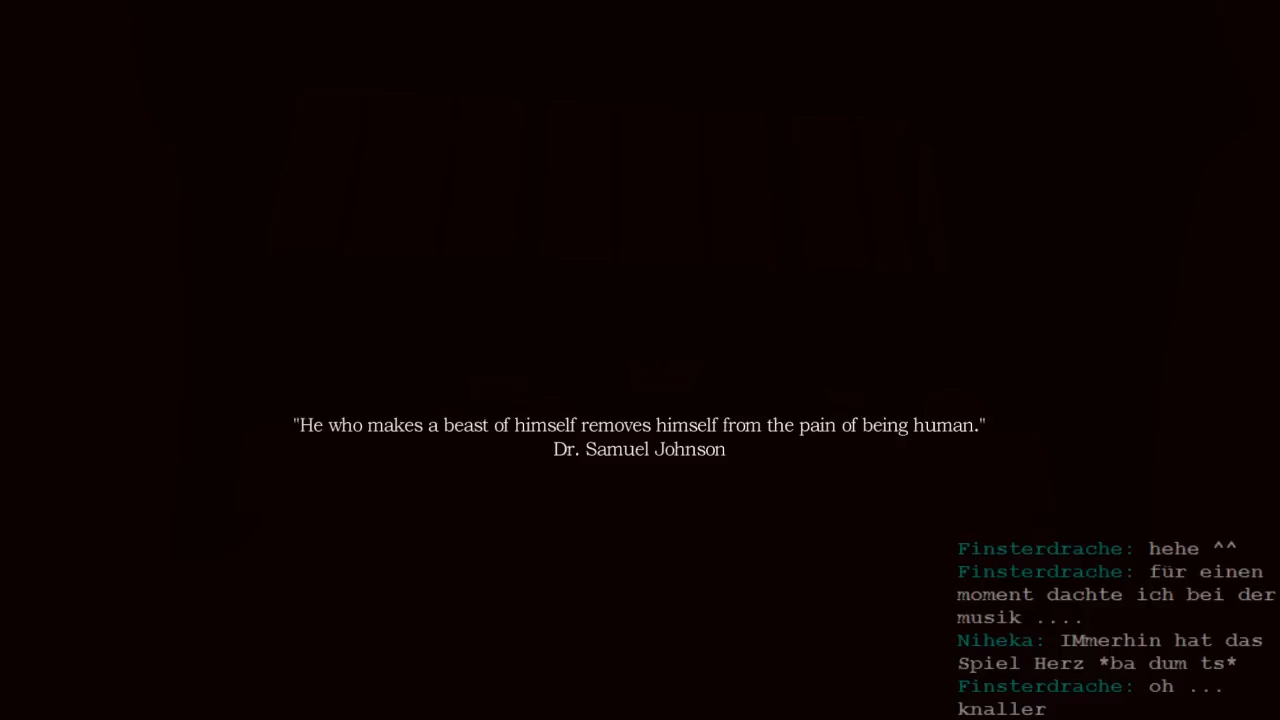 "He who makes a beast of himself removes himself from the pain of being human."
Dr. Samuel Johnson
Finsterdrache: hehe ^^
Finsterdrache: für einen
moment dachte ich bei der
musik ....
Niheka: IMmerhin hat das
Spiel Herz *ba dum ts*
Finsterdrache: oh ...
knaller